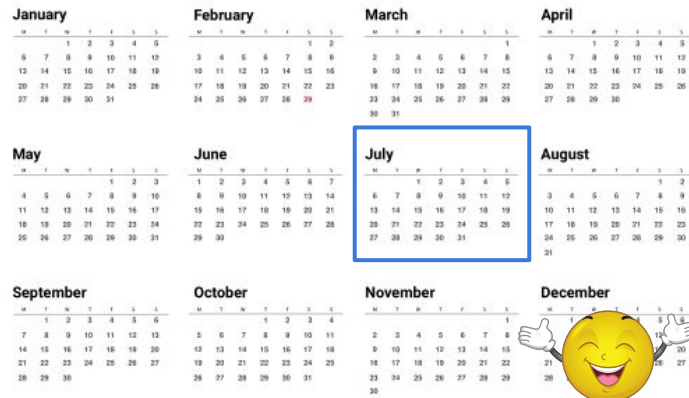 January
M T W T F S S
1 2 3 4 5
6 7 8 9 10 11 12
13 14 15 16 17 18 19
20 21 22 23 24 25 26
27 28 29 30 31
February
M T W T F S S
1 2
3 4 5 6 7 8 9
10 11 12 13 14 15 16
17 18 19 20 21 22 23
24 25 26 27 28 29
March
M T W T F S S
1
2 3 4 5 6 7 8
9 10 11 12 13 14 15
16 17 18 19 20 21 22
23 24 25 26 27 28 29
30 31
April
M T W T F S S
1 2 3 4 5
6 7 8 9 10 11 12
13 14 15 16 17 18 19
20 21 22 23 24 25 26
27 28 29 30
May
M T W T F S S
1 2 3
4 5 6 7 8 9 10
11 12 13 14 15 16 17
18 19 20 21 22 23 24
25 26 27 28 29 30 31
June
M T W T F S S
1 2 3 4 5 6 7
8 9 10 11 12 13 14
15 16 17 18 19 20 21
22 23 24 25 26 27 28
29 30
July
M T W T F S S
1 2 3 4 5
6 7 8 9 10 11 12
13 14 15 16 17 18 19
20 21 22 23 24 25 26
27 28 29 30 31
August
M T W T F S S
1 2
3 4 5 6 7 8 9
10 11 12 13 14 15 16
17 18 19 20 21 22 23
24 25 26 27 28 29 30
31
September
M T W T F S S
1 2 3 4 5 6
7 8 9 10 11 12 13
14 15 16 17 18 19 20
21 22 23 24 25 26 27
28 29 30
October
M T W T F S S
1 2 3 4
5 6 7 8 9 10 11
12 13 14 15 16 17 18
19 20 21 22 23 24 25
26 27 28 29 30 31
November
M T W T F S S
1
2 3 4 5 6 7 8
9 10 11 12 13 14 15
16 17 18 19 20 21 22
23 24 25 26 27 28 29
30
December
4 5 6
20
21 27
28